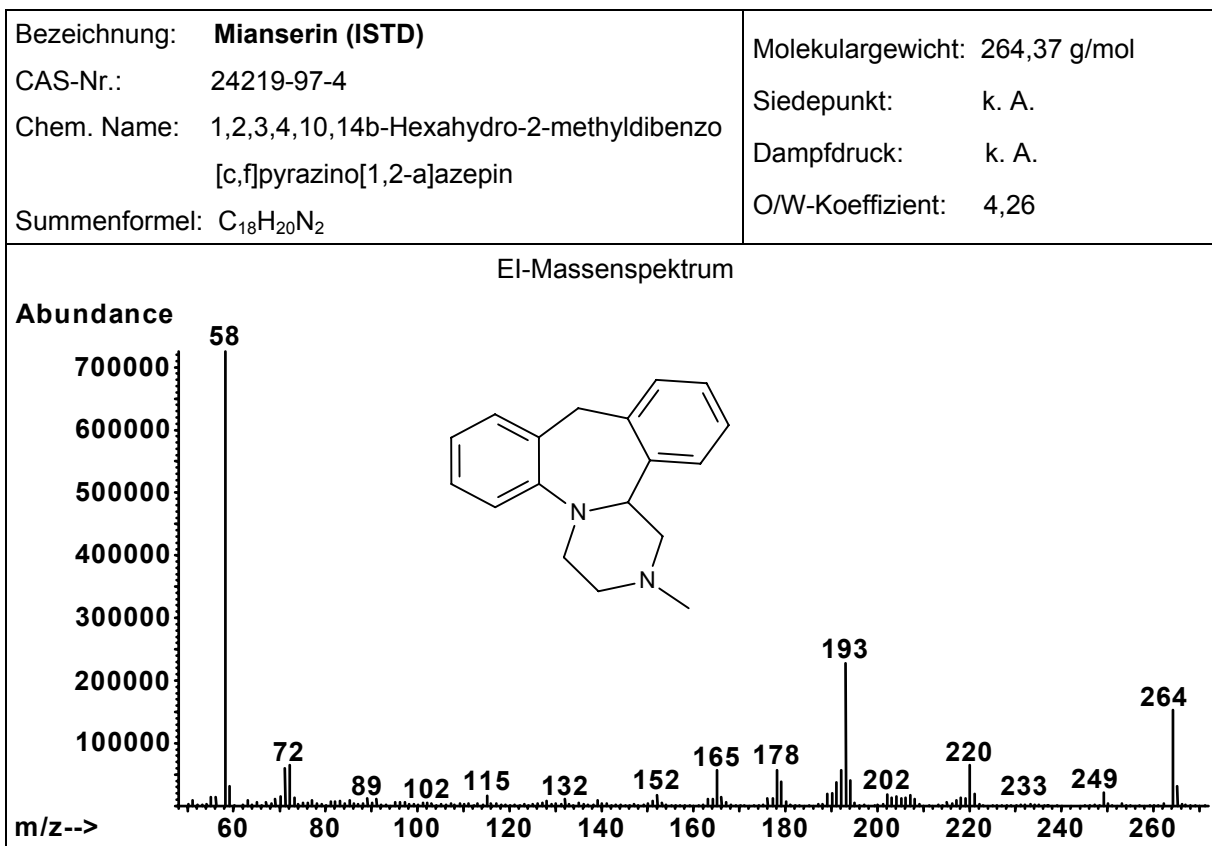 Bezeichnung: Mianserin (ISTD)
CAS-Nr.: 24219-97-4
Chem. Name: 1,2,3,4,10,14b-Hexahydro-2-methyldibenzo
[c,f]pyrazino[1,2-a]azepin
Summenformel: C₁₈H₂₀N₂
Molekulargewicht: 264,37 g/mol
Siedepunkt: k. A.
Dampfdruck: k. A.
O/W-Koeffizient: 4,26
EI-Massenspektrum
Abundance
58
700000
600000
500000
N
400000
N
300000
193
200000
264
100000
72 89 102 115 132 152 165 178 202 220 233 249
m/z--> 60 80 100 120 140 160 180 200 220 240 260